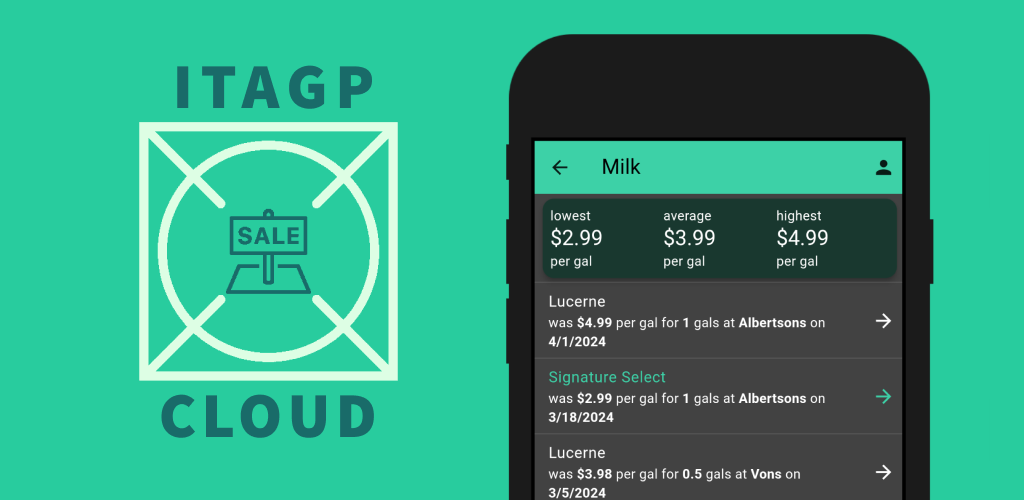 ITAGP
SALE
CLOUD
Milk
lowest average highest
$2.99 $3.99 $4.99
per gal per gal per gal
Lucerne
was $4.99 per gal for 1 gals at Albertsons on
4/1/2024
Signature Select
was $2.99 per gal for 1 gals at Albertsons on
3/18/2024
Lucerne
was $3.98 per gal for 0.5 gals at Vons on
3/5/2024